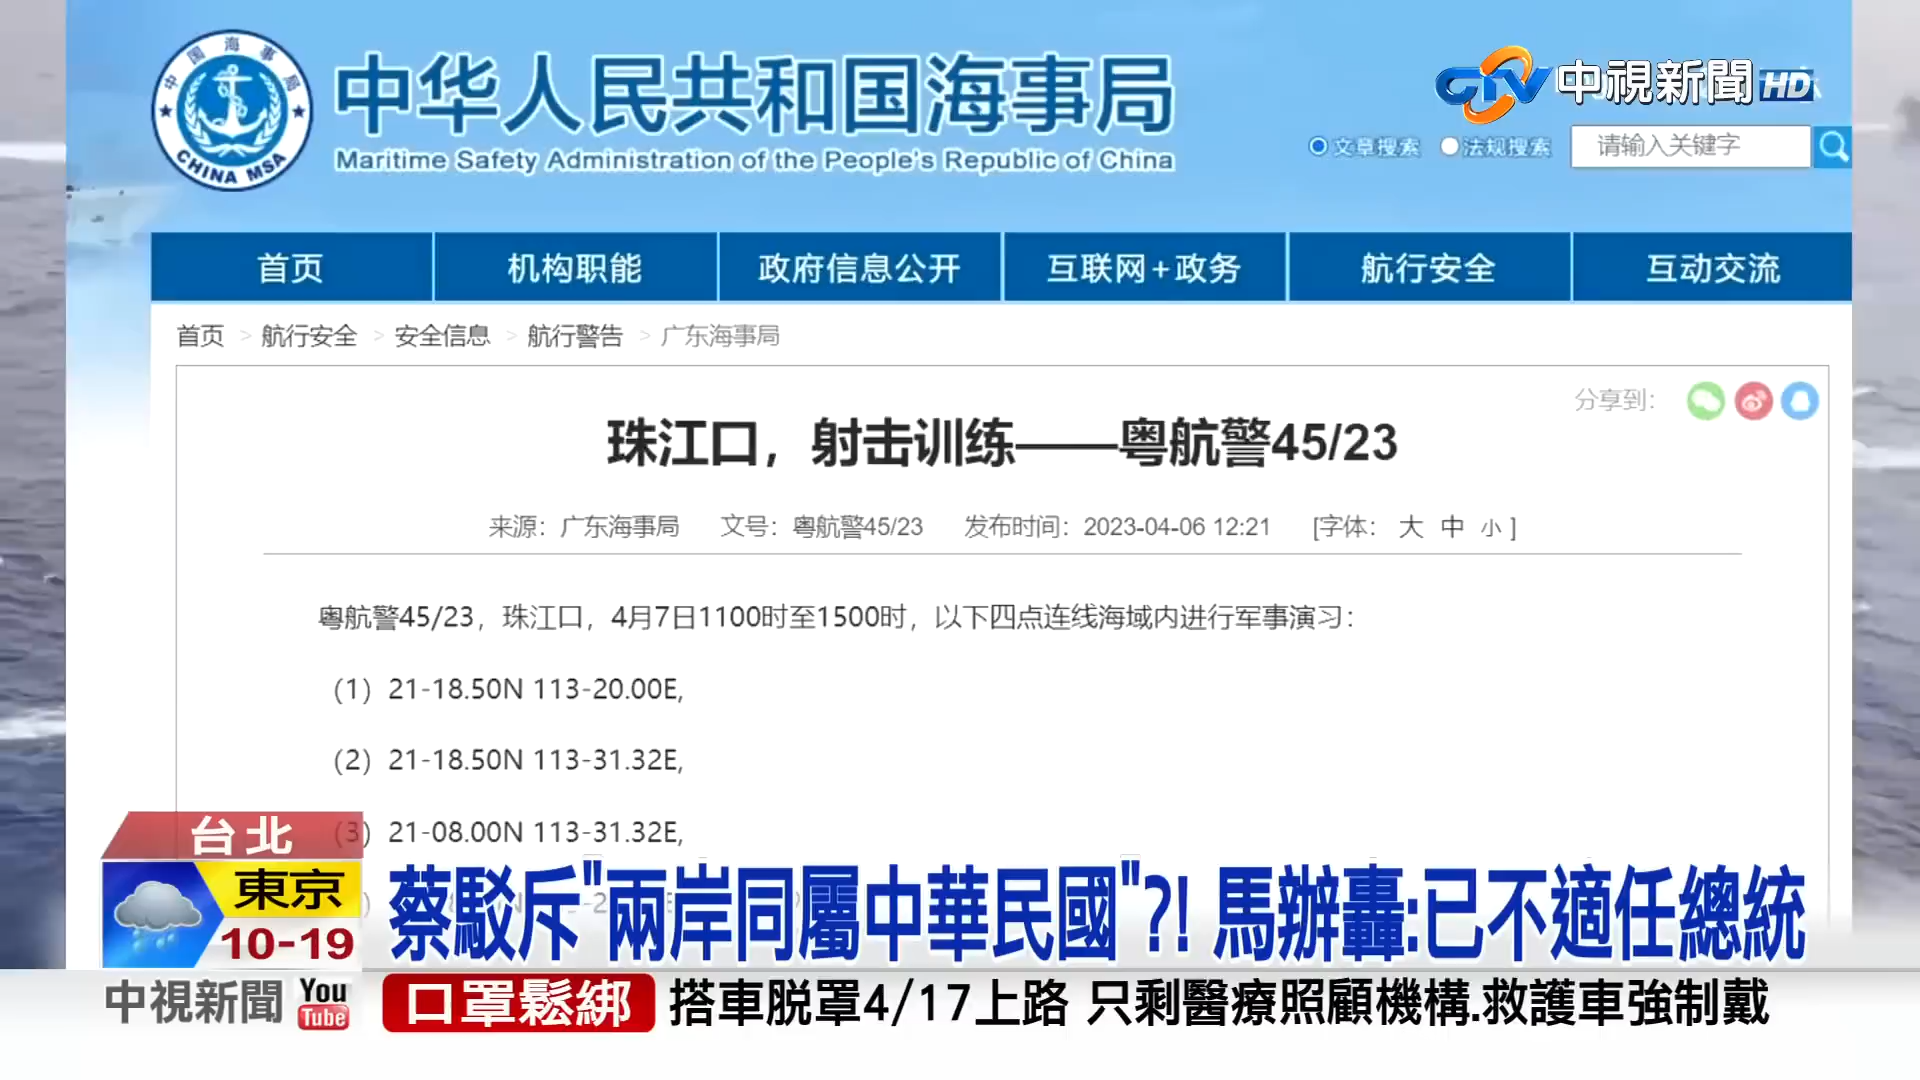 中国海事局
CHINA MSA
中华人民共和国海事局
Maritime Safety Administration of the People's Republic of China
CTV 中視新聞 HD
文章搜索 法规搜索 请输入关键字
首页 机构职能 政府信息公开 互联网+政务 航行安全 互动交流
首页 > 航行安全 > 安全信息 > 航行警告 > 广东海事局
分享到：
珠江口，射击训练——粤航警45/23
来源：广东海事局 文号：粤航警45/23 发布时间：2023-04-06 12:21 [字体： 大 中 小 ]
粤航警45/23，珠江口，4月7日1100时至1500时，以下四点连线海域内进行军事演习：
（1）21-18.50N 113-20.00E,
（2）21-18.50N 113-31.32E,
（3）21-08.00N 113-31.32E,
台北
東京
10-19
蔡駁斥"兩岸同屬中華民國"?! 馬辦轟:已不適任總統
中視新聞 YouTube
口罩鬆綁 搭車脱罩4/17上路 只剩醫療照顧機構.救護車強制戴